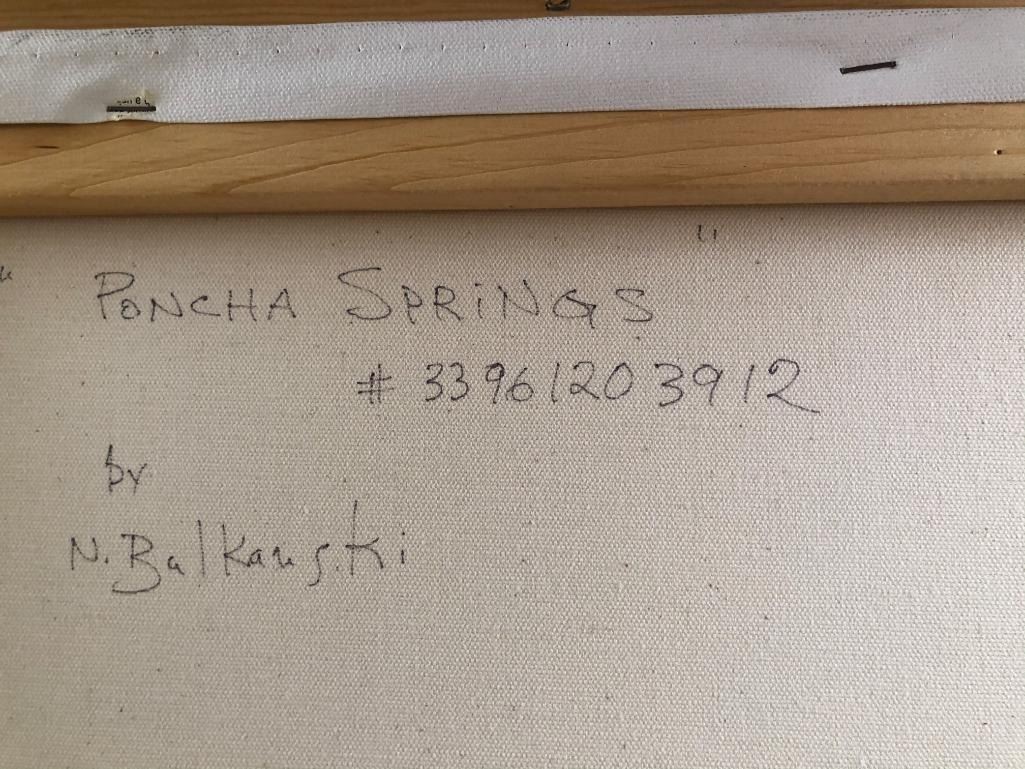 " PONCHA SPRINGS "
# 33961203912
by
N. Balkanski